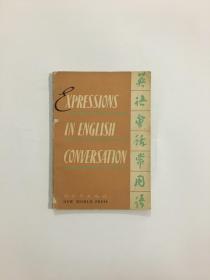 EXPRESSIONS
IN ENGLISH
CONVERSATION
英语会话常用语
NEW WORLD PRESS